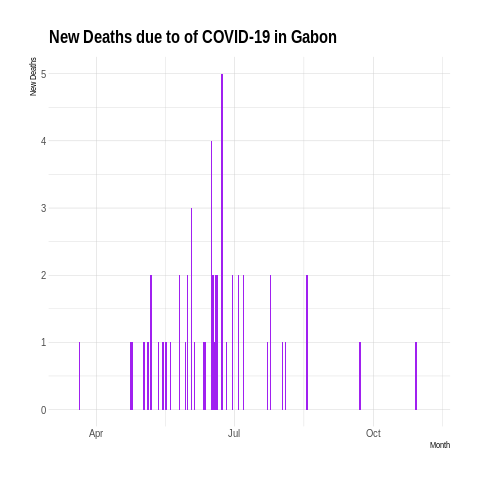 New Deaths due to of COVID-19 in Gabon
New Deaths
5
4
3
2
1
0
Apr
Jul
Oct
Month